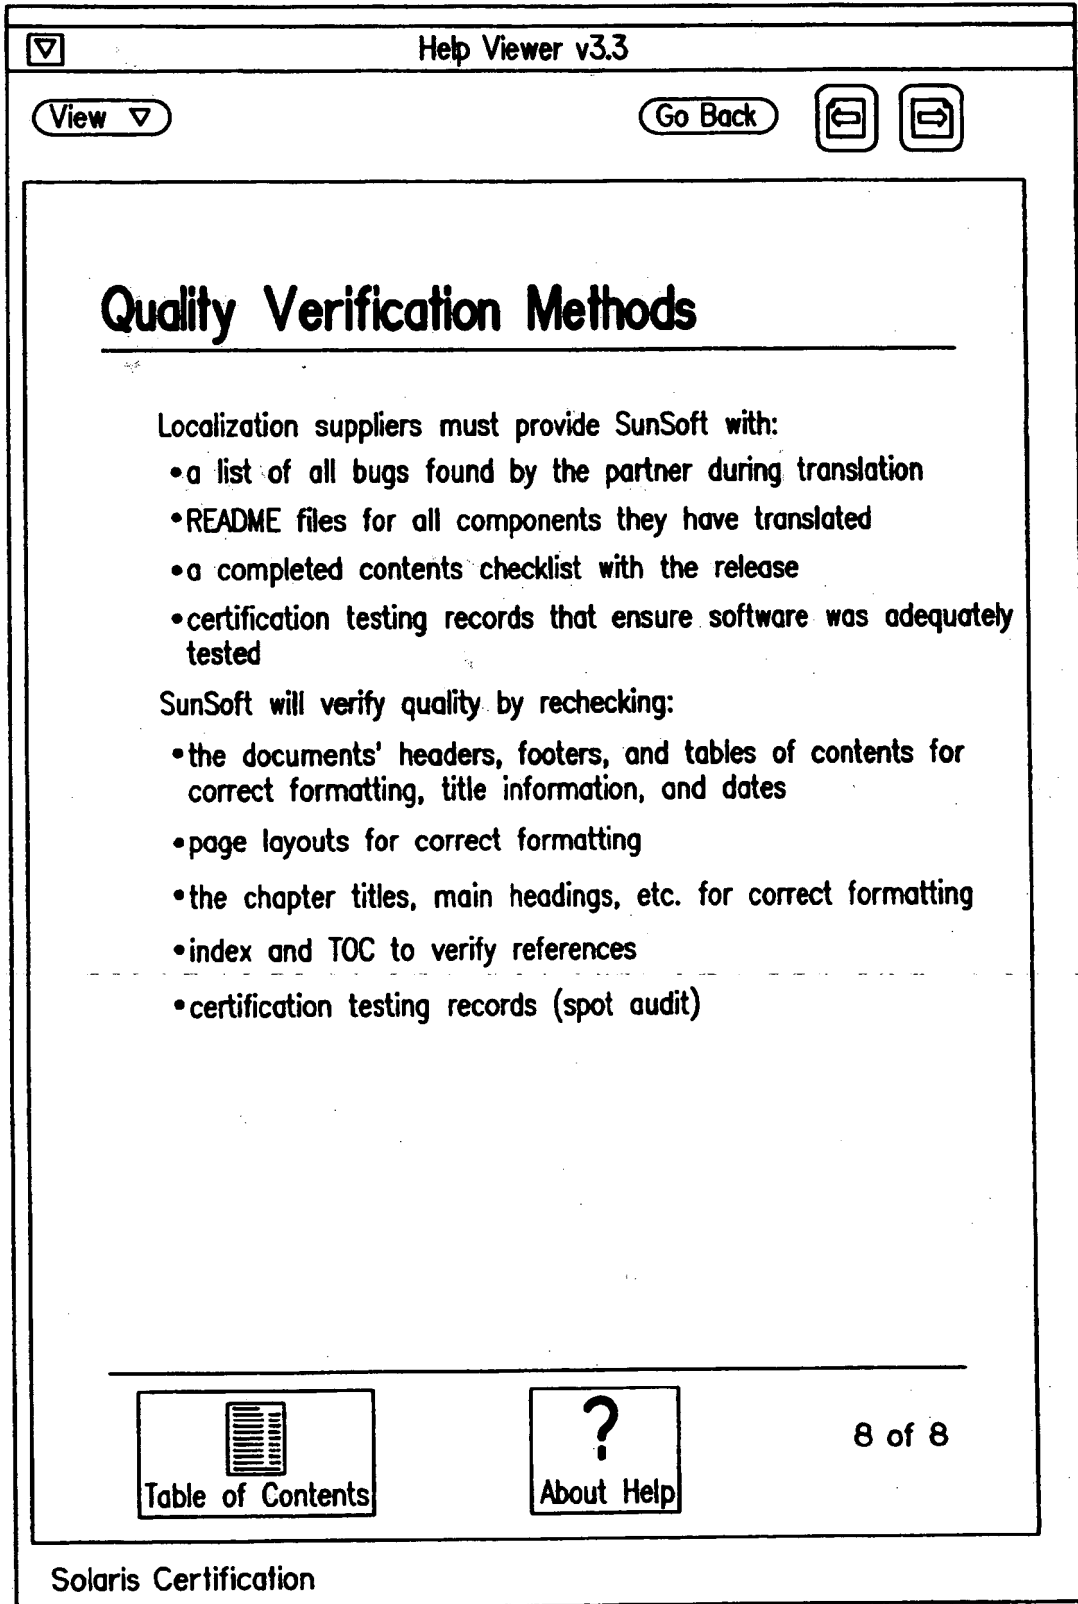 Help Viewer v3.3
View Go Back
Quality Verification Methods
Localization suppliers must provide SunSoft with:
•a list of all bugs found by the partner during translation
•README files for all components they have translated
•a completed contents checklist with the release
•certification testing records that ensure software was adequately
tested
SunSoft will verify quality by rechecking:
•the documents' headers, footers, and tables of contents for
correct formatting, title information, and dates
•page layouts for correct formatting
•the chapter titles, main headings, etc. for correct formatting
•index and TOC to verify references
•certification testing records (spot audit)
?
8 of 8
Table of Contents About Help
Solaris Certification